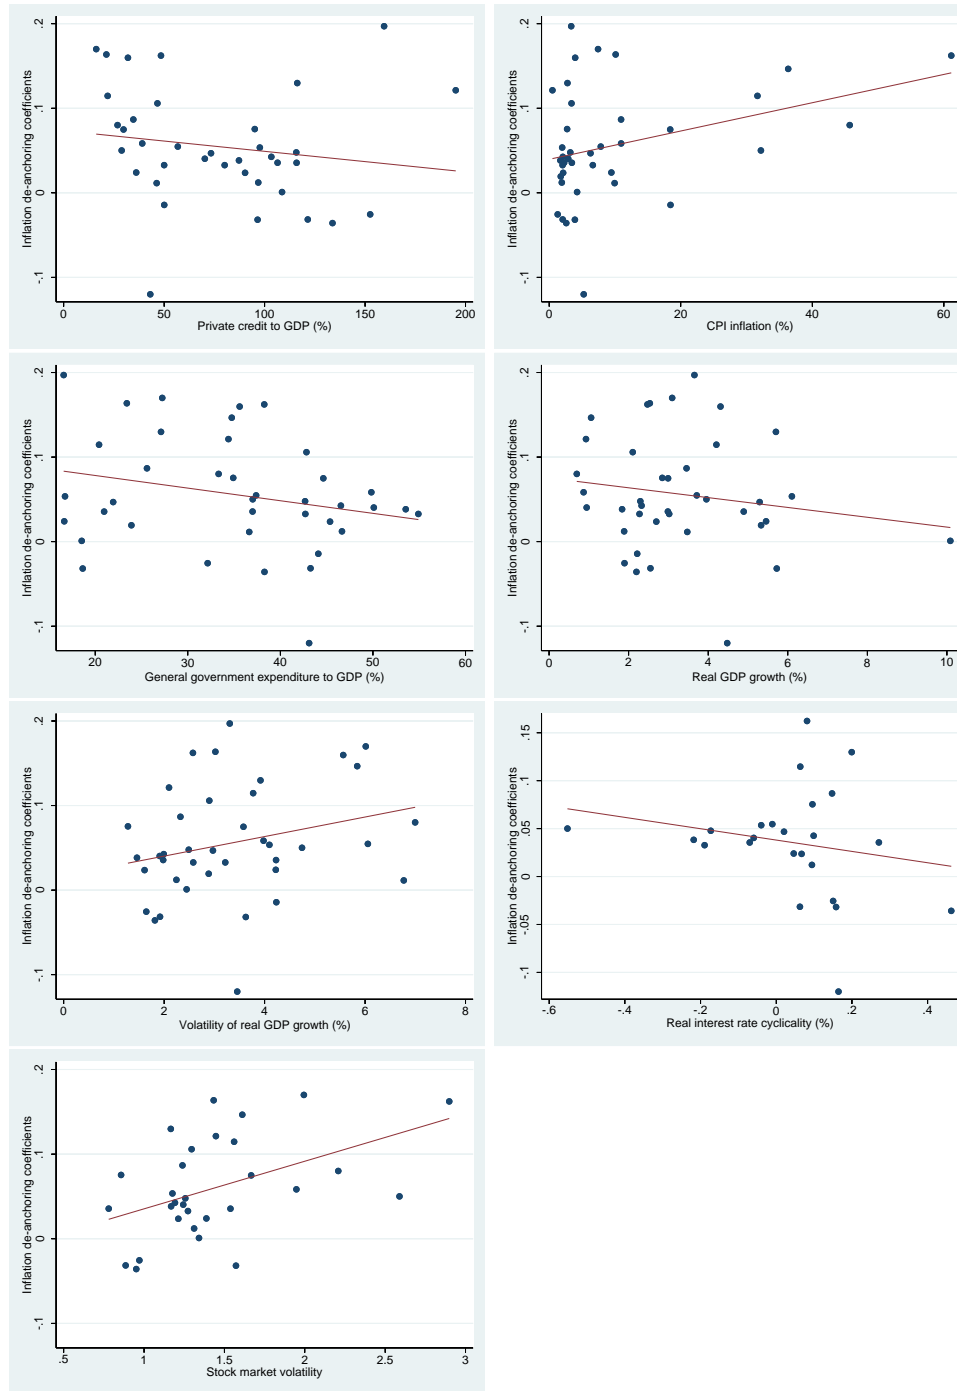 Inflation de-anchoring coefficients
.2
.1
0
-.1
0 50 100 150 200
Private credit to GDP (%)
Inflation de-anchoring coefficients
.2
.1
0
-.1
0 20 40 60
CPI inflation (%)
Inflation de-anchoring coefficients
.2
.1
0
-.1
20 30 40 50 60
General government expenditure to GDP (%)
Inflation de-anchoring coefficients
.2
.1
0
-.1
0 2 4 6 8 10
Real GDP growth (%)
Inflation de-anchoring coefficients
.2
.1
0
-.1
0 2 4 6 8
Volatility of real GDP growth (%)
Inflation de-anchoring coefficients
.15
.1
.05
0
-.05
-.1
-.6 -.4 -.2 0 .2 .4
Real interest rate cyclicality (%)
Inflation de-anchoring coefficients
.2
.1
0
-.1
.5 1 1.5 2 2.5 3
Stock market volatility